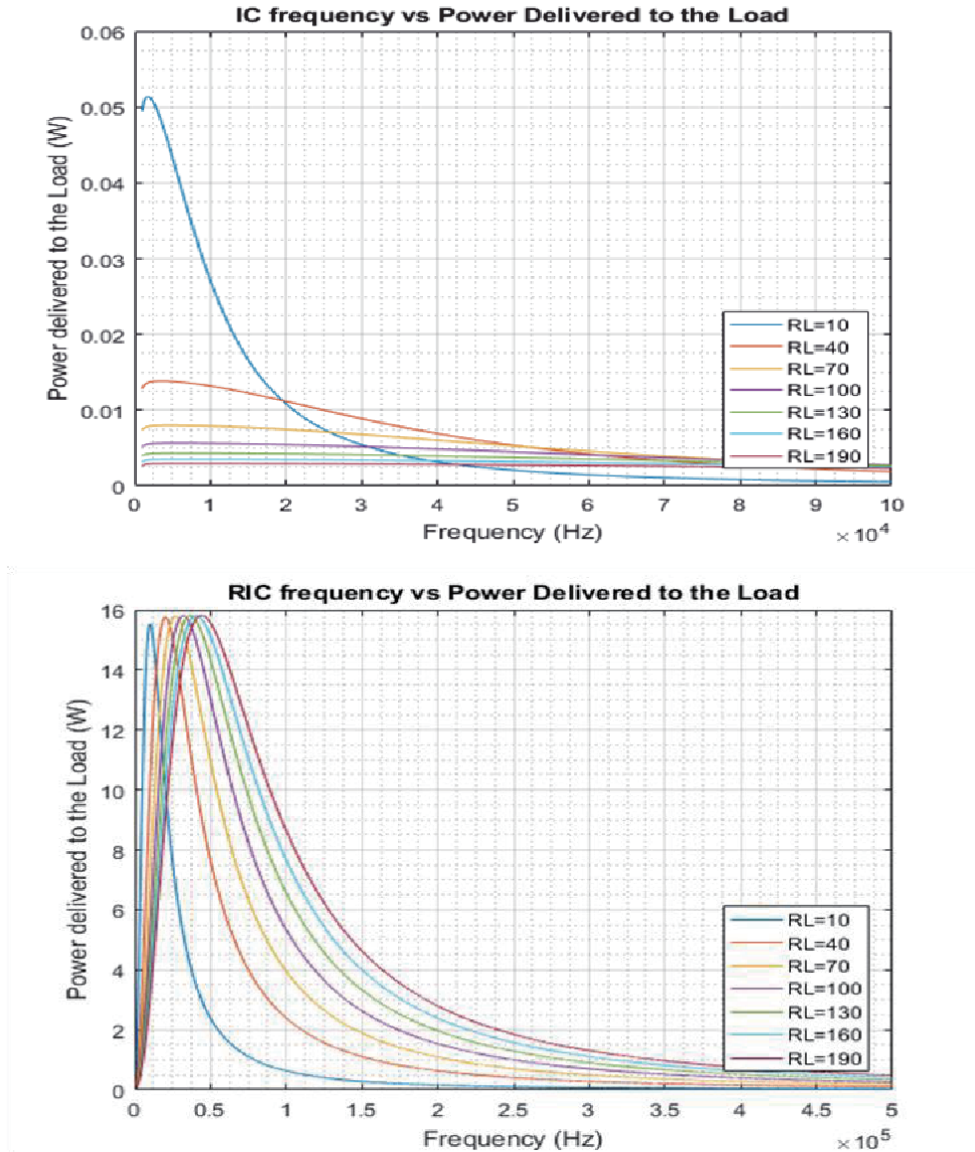 IC frequency vs Power Delivered to the Load
Power delivered to the Load (W)
0.06
0.05
0.04
0.03
0.02
0.01
0
RL=10
RL=40
RL=70
RL=100
RL=130
RL=160
RL=190
0 1 2 3 4 5 6 7 8 9 10
Frequency (Hz)
×10⁴
RIC frequency vs Power Delivered to the Load
Power delivered to the Load (W)
16
14
12
10
8
6
4
2
0
RL=10
RL=40
RL=70
RL=100
RL=130
RL=160
RL=190
0 0.5 1 1.5 2 2.5 3 3.5 4 4.5 5
Frequency (Hz)
×10⁵